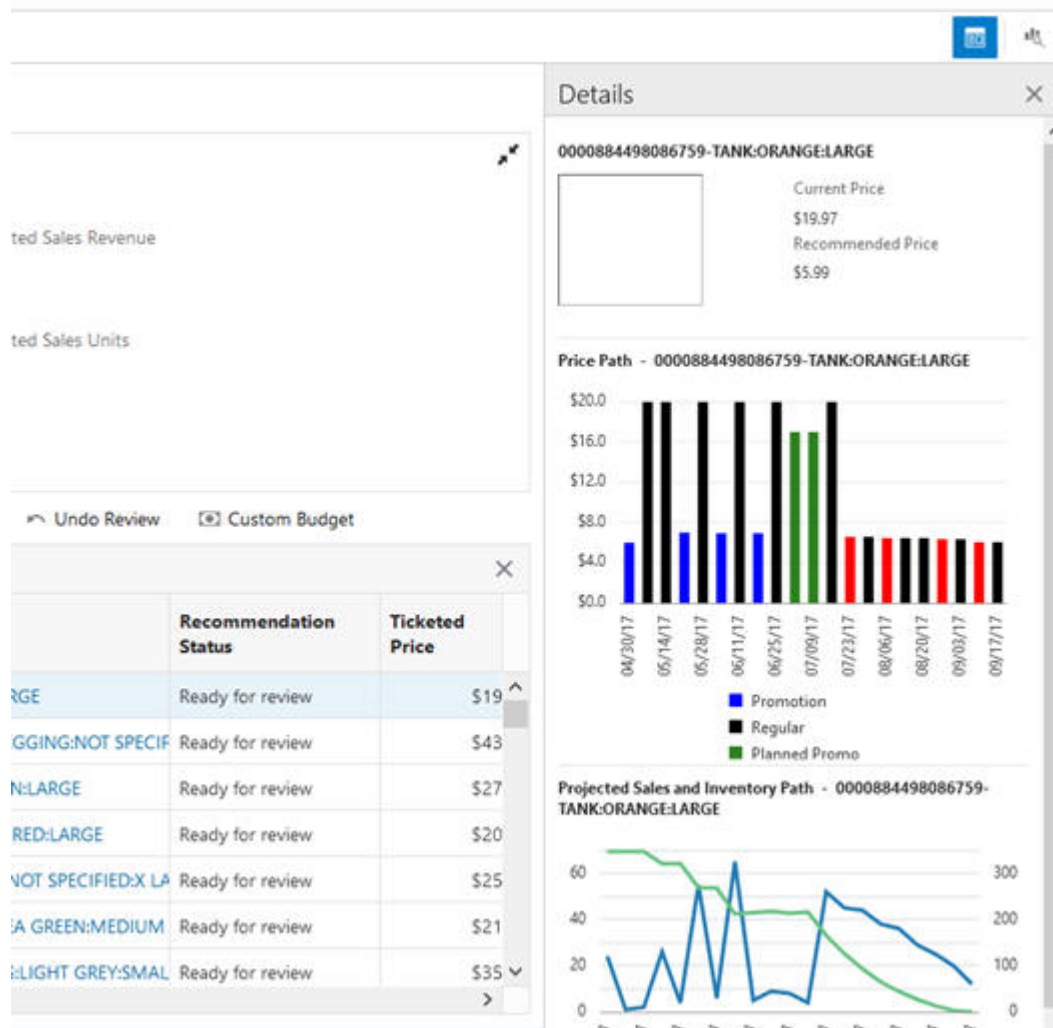 Details
0000884498086759-TANK:ORANGE:LARGE
Current Price
$19.97
Recommended Price
$5.99
ted Sales Revenue
ted Sales Units
Undo Review Custom Budget
Recommendation Status Ticketed Price
RGE Ready for review $19
GGING:NOT SPECIF Ready for review $43
N:LARGE Ready for review $27
RED:LARGE Ready for review $20
NOT SPECIFIED:X LA Ready for review $25
EA GREEN:MEDIUM Ready for review $21
:LIGHT GREY:SMAL Ready for review $35
Price Path - 0000884498086759-TANK:ORANGE:LARGE
$20.0
$16.0
$12.0
$8.0
$4.0
$0.0
04/30/17 05/14/17 05/28/17 06/11/17 06/25/17 07/09/17 07/23/17 08/06/17 08/20/17 09/03/17 09/17/17
Promotion
Regular
Planned Promo
Projected Sales and Inventory Path - 0000884498086759-
TANK:ORANGE:LARGE
60 300
40 200
20 100
0 0